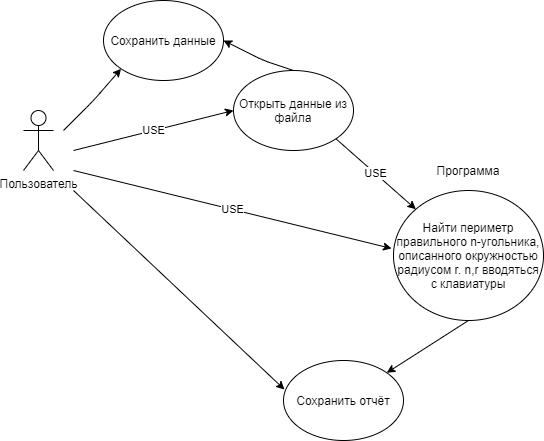 Сохранить данные
Открыть данные из
файла
USE
Пользователь
USE
Программа
USE
Найти периметр
правильного n-угольника,
описанного окружностью
радиусом r. n,r вводяться
с клавиатуры
Сохранить отчёт